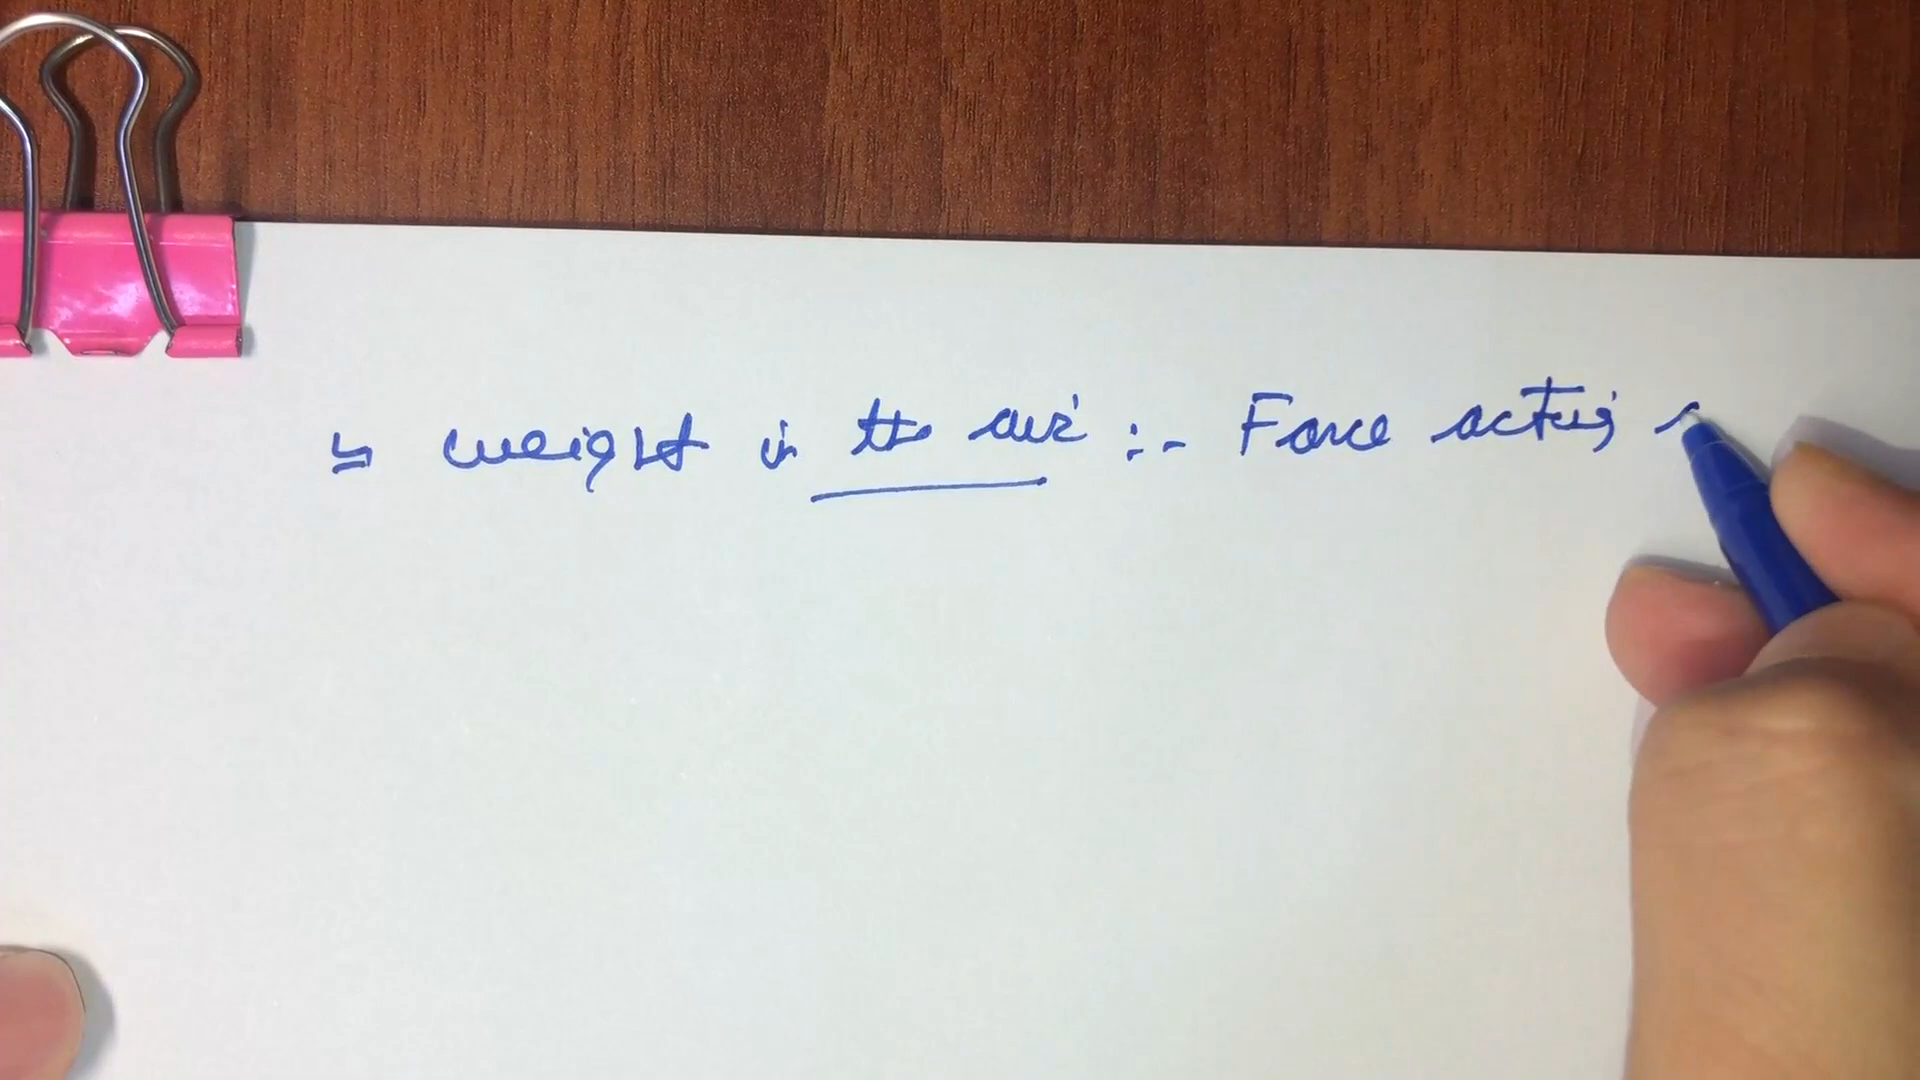 ⇒ weight in the air :- Force acting